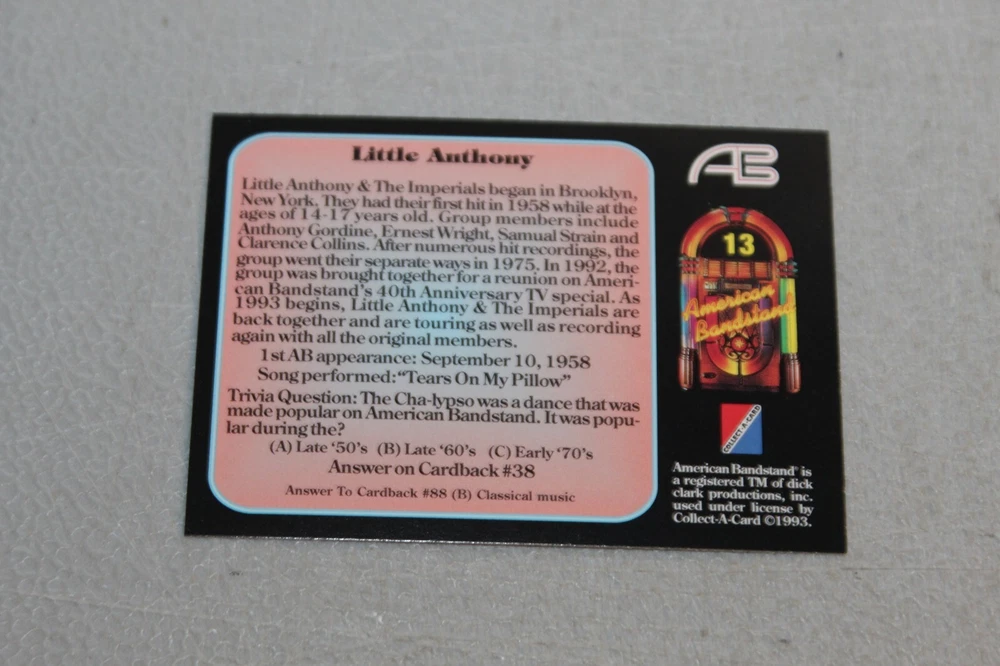 Little Anthony
Little Anthony & The Imperials began in Brooklyn,
New York. They had their first hit in 1958 while at the
ages of 14-17 years old. Group members include
Anthony Gordine, Ernest Wright, Samual Strain and
Clarence Collins. After numerous hit recordings, the
group went their separate ways in 1975. In 1992, the
group was brought together for a reunion on Ameri-
can Bandstand's 40th Anniversary TV special. As
1993 begins, Little Anthony & The Imperials are
back together and are touring as well as recording
again with all the original members.
1st AB appearance: September 10, 1958
Song performed: "Tears On My Pillow"
Trivia Question: The Cha-lypso was a dance that was
made popular on American Bandstand. It was popu-
lar during the?
(A) Late '50's (B) Late '60's (C) Early '70's
Answer on Cardback #38
Answer To Cardback #88 (B) Classical music
AB
13
American
Bandstand
COLLECT-A-CARD
American Bandstand® is
a registered TM of dick
clark productions, inc.
used under license by
Collect-A-Card ©1993.